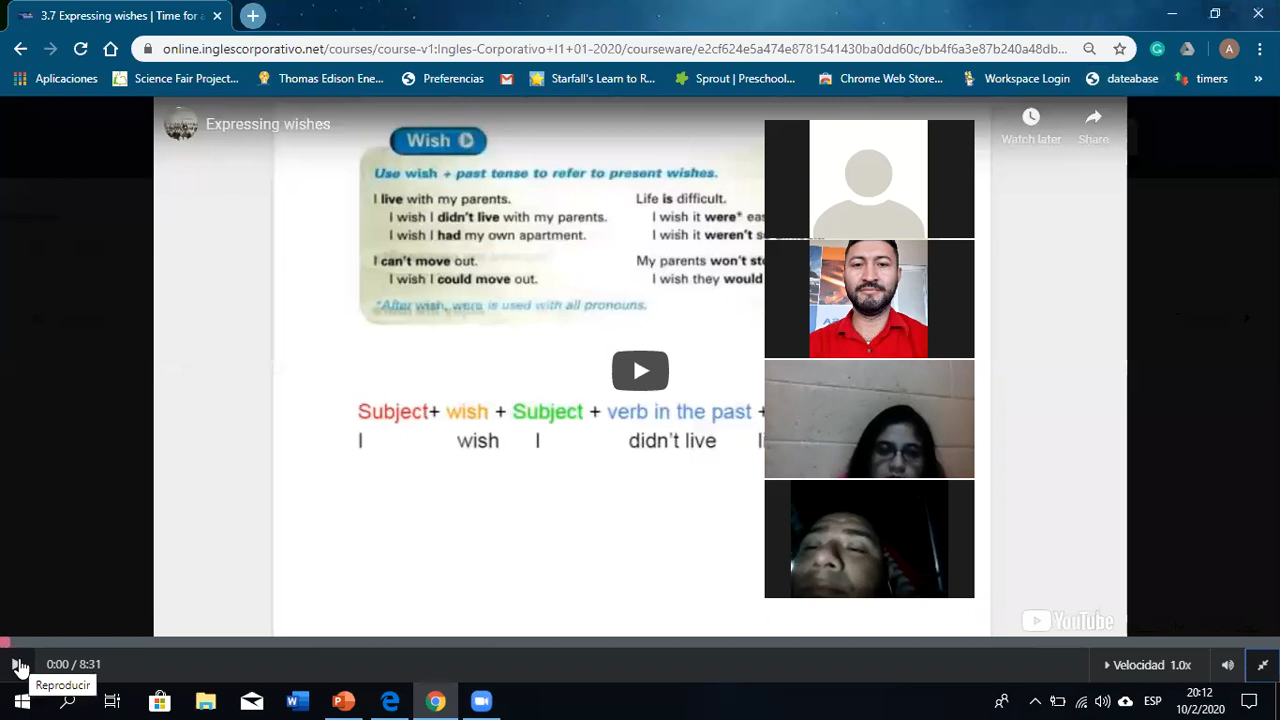 3.7 Expressing wishes | Time for a
online.inglescorporativo.net/courses/course-v1:Ingles-Corporativo+I1+01-2020/courseware/e2cf624e5a474e8781541430ba0dd60c/bb4f6a3e87b240a48db...
A
Aplicaciones Science Fair Project... Thomas Edison Ene... Preferencias Starfall's Learn to R... Sprout | Preschool... Chrome Web Store... Workspace Login dateabase timers
Expressing wishes
Watch later Share
Wish
Use wish + past tense to refer to present wishes.
I live with my parents.
I wish I didn't live with my parents.
I wish I had my own apartment.
I can't move out.
I wish I could move out.
Life is difficult.
I wish it were* eas
I wish it weren't s
My parents won't sto
I wish they would
*After wish, were is used with all pronouns.
Subject+ wish + Subject + verb in the past +
I wish I didn't live li
YouTube
0:00 / 8:31
Velocidad 1.0x
Reproducir
ESP
20:12
10/2/2020